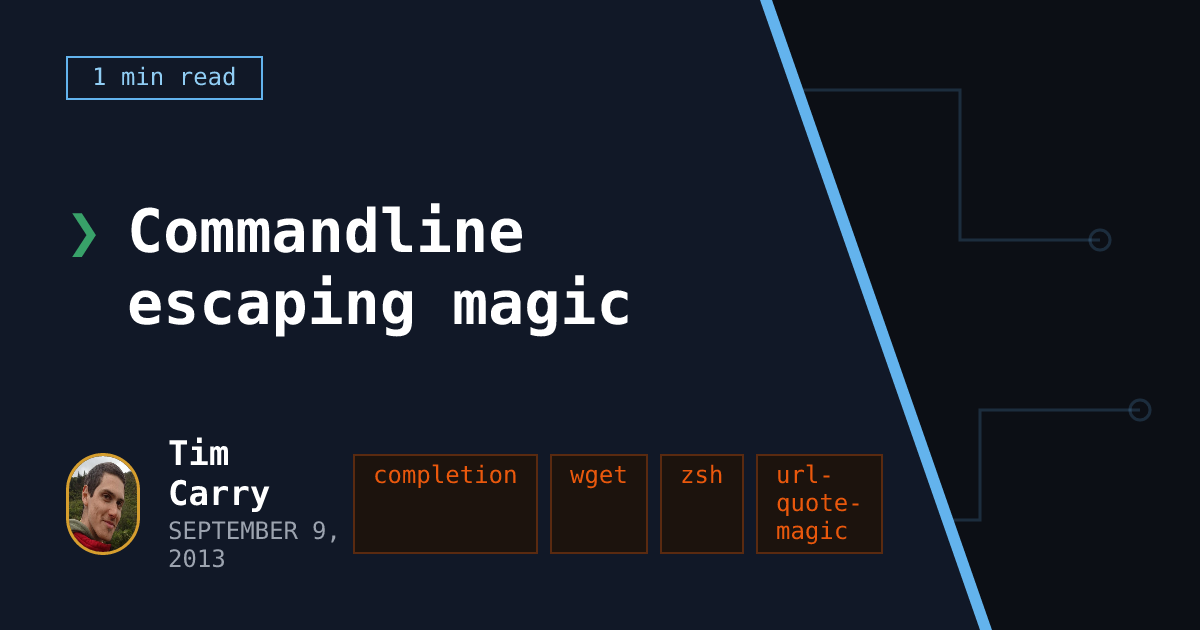 1 min read
❯ Commandline
escaping magic
Tim
Carry
SEPTEMBER 9,
2013
completion
wget
zsh
url-
quote-
magic